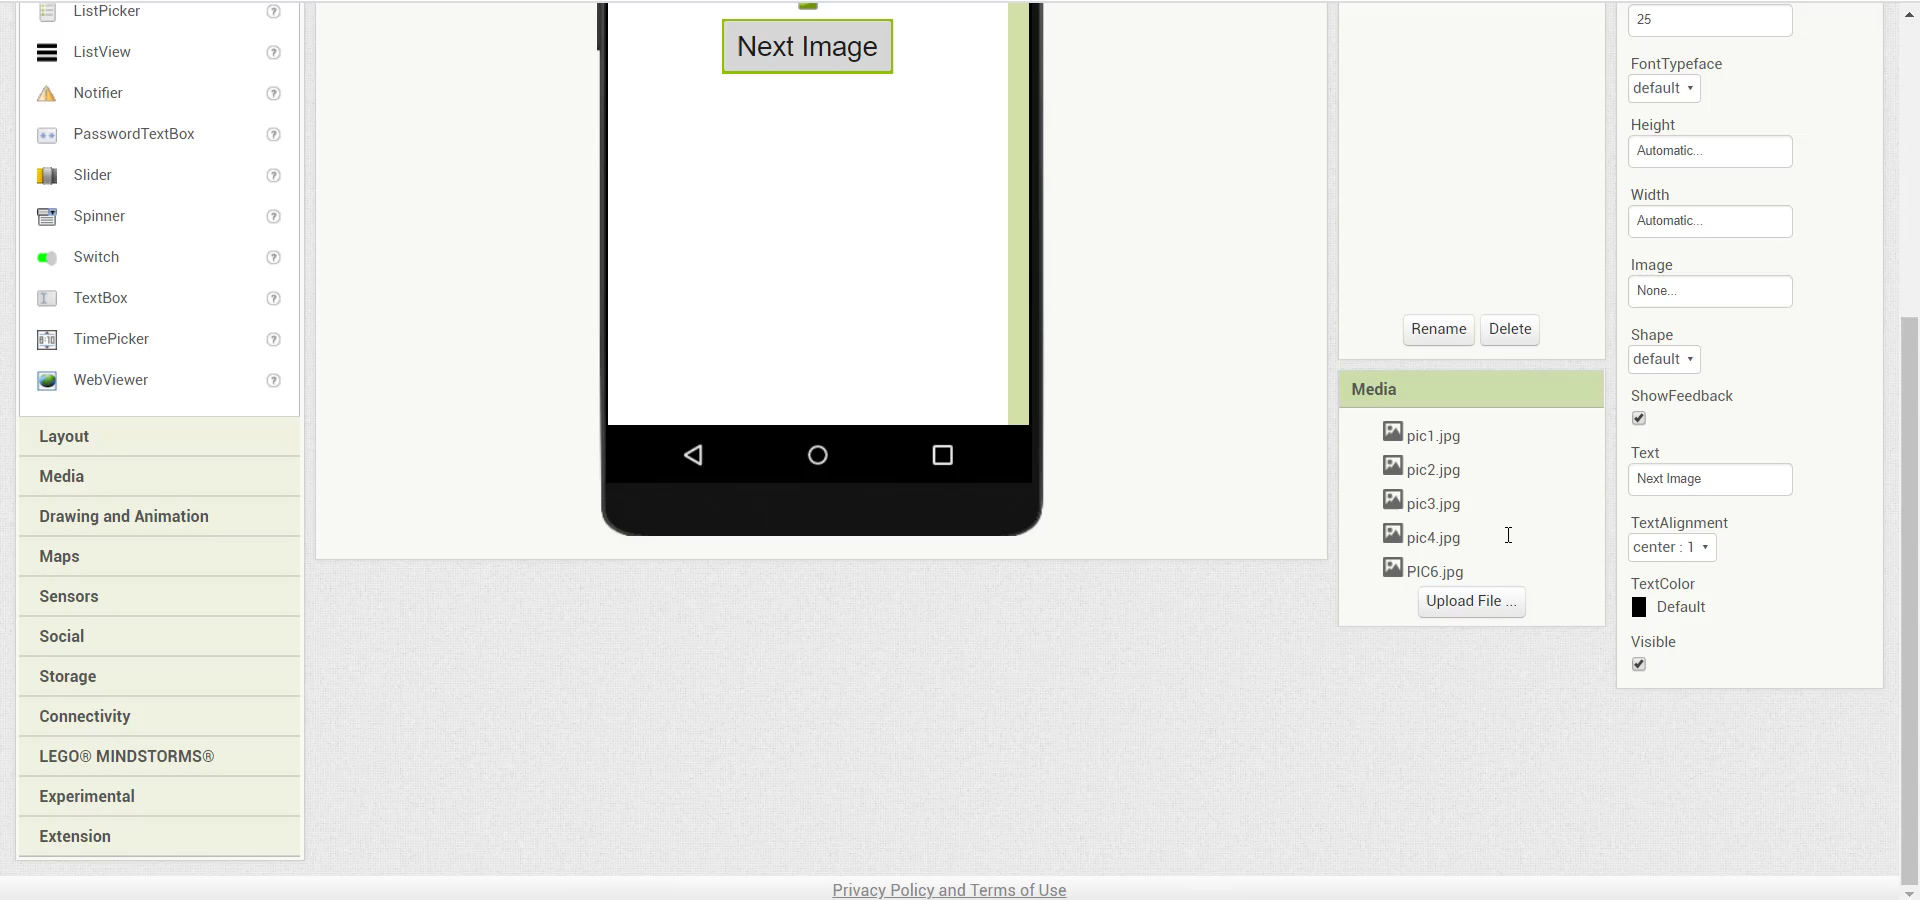 ListPicker
ListView
Notifier
PasswordTextBox
Slider
Spinner
Switch
TextBox
TimePicker
WebViewer
Layout
Media
Drawing and Animation
Maps
Sensors
Social
Storage
Connectivity
LEGO® MINDSTORMS®
Experimental
Extension
Next Image
Rename
Delete
Media
pic1.jpg
pic2.jpg
pic3.jpg
pic4.jpg
PIC6.jpg
Upload File ...
25
FontTypeface
default
Height
Automatic...
Width
Automatic...
Image
None...
Shape
default
ShowFeedback
Text
Next Image
TextAlignment
center : 1
TextColor
Default
Visible
Privacy Policy and Terms of Use